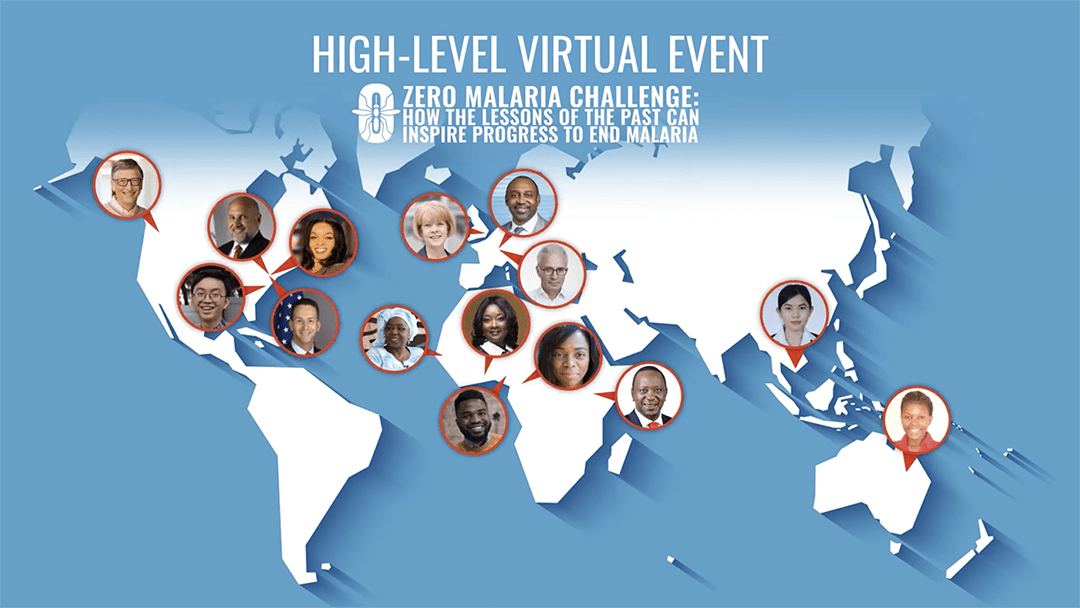 HIGH-LEVEL VIRTUAL EVENT
ZERO MALARIA CHALLENGE:
HOW THE LESSONS OF THE PAST CAN
INSPIRE PROGRESS TO END MALARIA